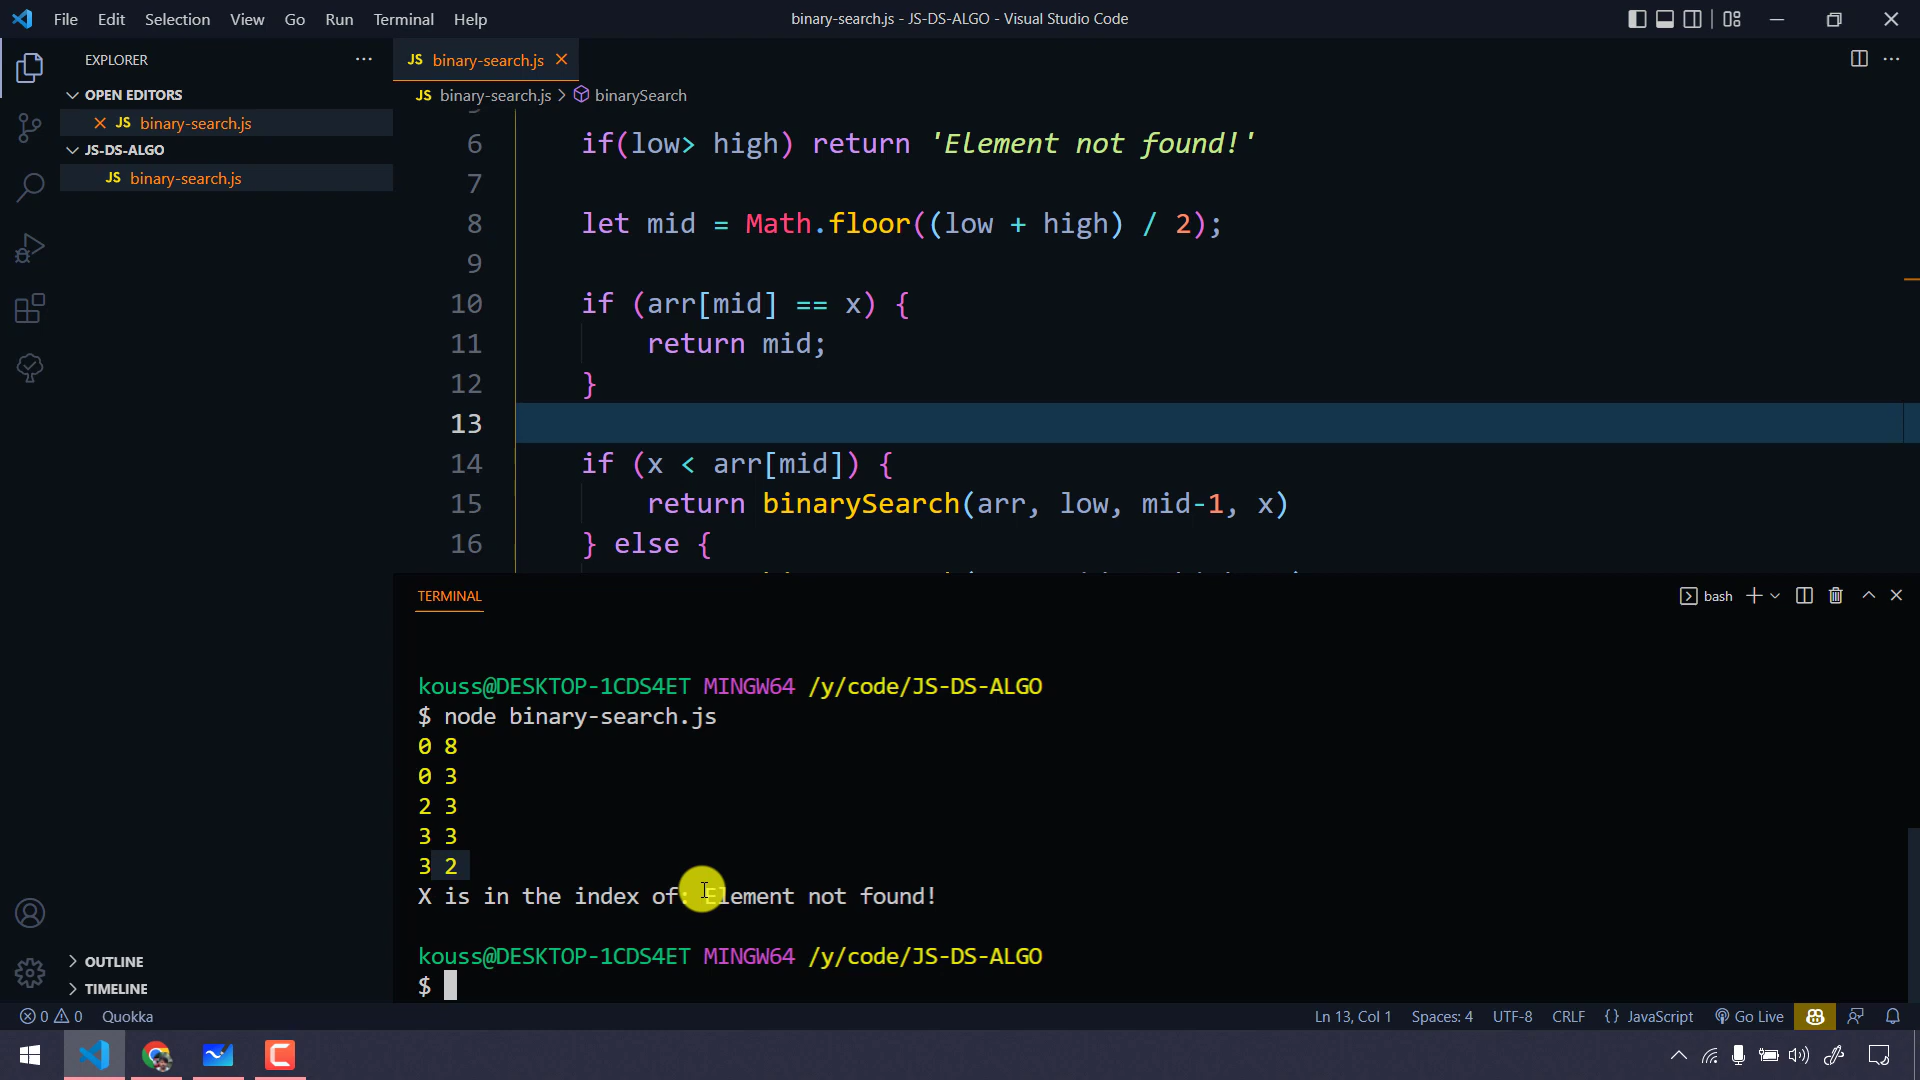 File Edit Selection View Go Run Terminal Help
binary-search.js - JS-DS-ALGO - Visual Studio Code
EXPLORER
OPEN EDITORS
JS binary-search.js
JS-DS-ALGO
JS binary-search.js
JS binary-search.js
JS binary-search.js > binarySearch
6 if(low> high) return 'Element not found!'
7
8 let mid = Math.floor((low + high) / 2);
9
10 if (arr[mid] == x) {
11 return mid;
12 }
13
14 if (x < arr[mid]) {
15 return binarySearch(arr, low, mid-1, x)
16 } else {
TERMINAL
bash
kouss@DESKTOP-1CDS4ET MINGW64 /y/code/JS-DS-ALGO
$ node binary-search.js
0 8
0 3
2 3
3 3
3 2
X is in the index of: Element not found!
kouss@DESKTOP-1CDS4ET MINGW64 /y/code/JS-DS-ALGO
$
OUTLINE
TIMELINE
0 0 Quokka
Ln 13, Col 1 Spaces: 4 UTF-8 CRLF {} JavaScript Go Live